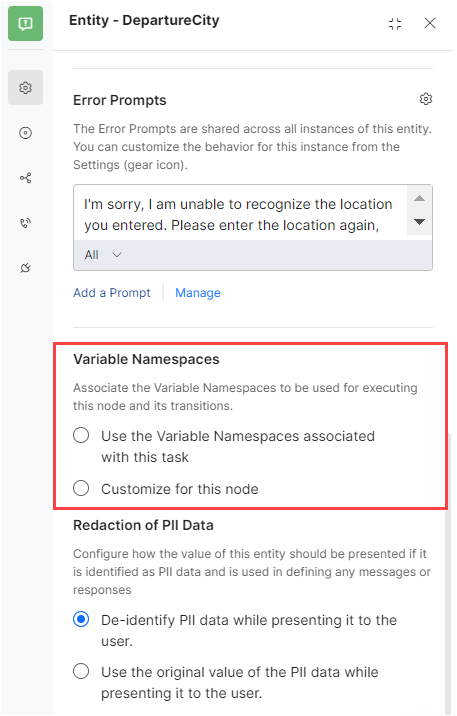 Entity - DepartureCity
Error Prompts
The Error Prompts are shared across all instances of this entity.
You can customize the behavior for this instance from the
Settings (gear icon).
I'm sorry, I am unable to recognize the location
you entered. Please enter the location again,
All
Add a Prompt
Manage
Variable Namespaces
Associate the Variable Namespaces to be used for executing
this node and its transitions.
Use the Variable Namespaces associated
with this task
Customize for this node
Redaction of PII Data
Configure how the value of this entity should be presented if it
is identified as PII data and is used in defining any messages or
responses
De-identify PII data while presenting it to the
user.
Use the original value of the PII data while
presenting it to the user.